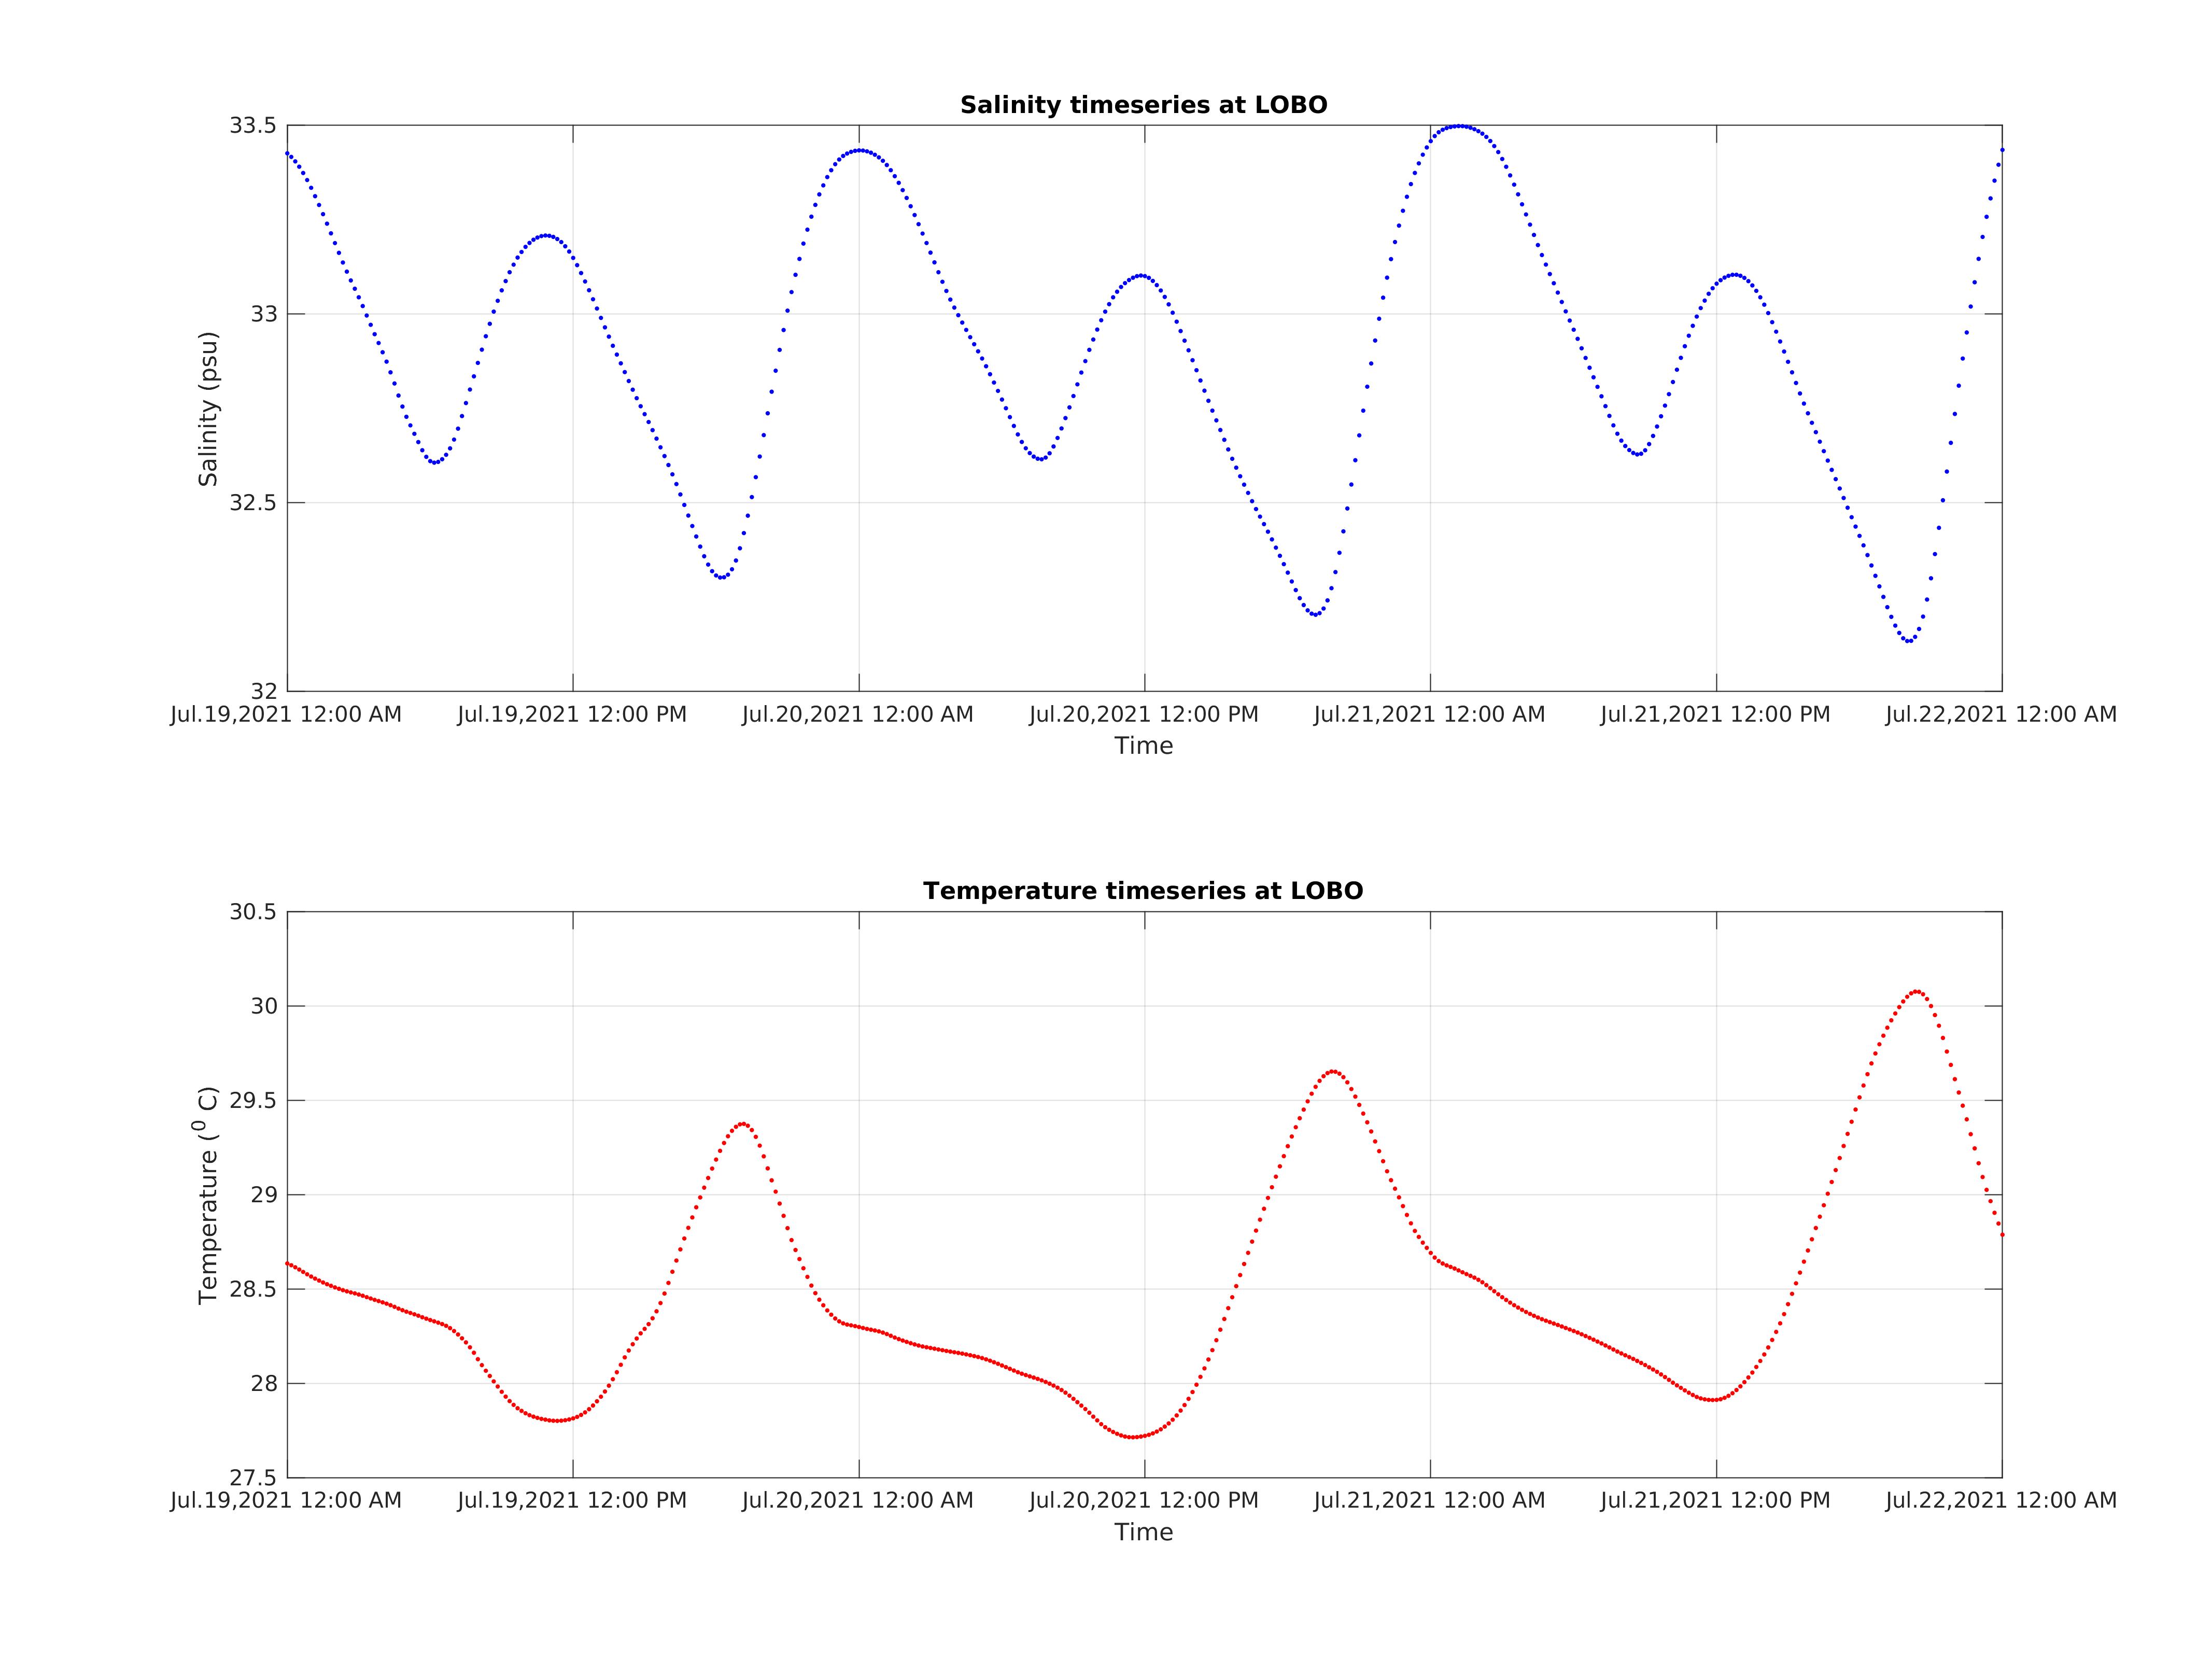 Salinity timeseries at LOBO
33.5
33
32.5
32
Salinity (psu)
Jul.19,2021 12:00 AM Jul.19,2021 12:00 PM Jul.20,2021 12:00 AM Jul.20,2021 12:00 PM Jul.21,2021 12:00 AM Jul.21,2021 12:00 PM Jul.22,2021 12:00 AM
Time
Temperature timeseries at LOBO
30.5
30
29.5
29
28.5
28
27.5
Temperature (⁰ C)
Jul.19,2021 12:00 AM Jul.19,2021 12:00 PM Jul.20,2021 12:00 AM Jul.20,2021 12:00 PM Jul.21,2021 12:00 AM Jul.21,2021 12:00 PM Jul.22,2021 12:00 AM
Time